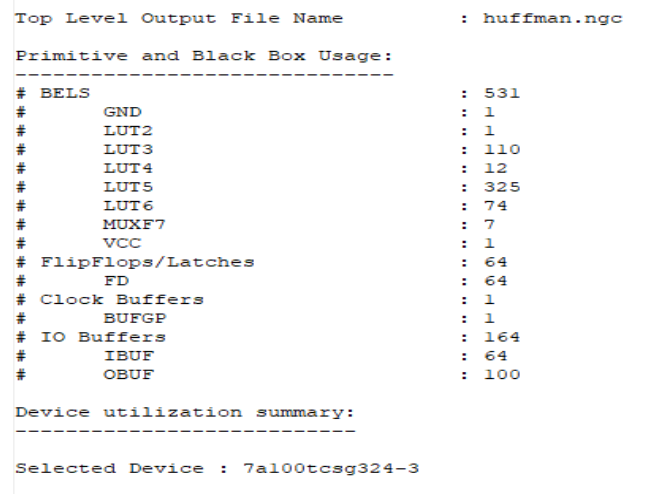 Top Level Output File Name : huffman.ngc
Primitive and Black Box Usage:
------------------------------
# BELS : 531
# GND : 1
# LUT2 : 1
# LUT3 : 110
# LUT4 : 12
# LUT5 : 325
# LUT6 : 74
# MUXF7 : 7
# VCC : 1
# FlipFlops/Latches : 64
# FD : 64
# Clock Buffers : 1
# BUFGP : 1
# IO Buffers : 164
# IBUF : 64
# OBUF : 100
Device utilization summary:
---------------------------
Selected Device : 7a100tcsg324-3